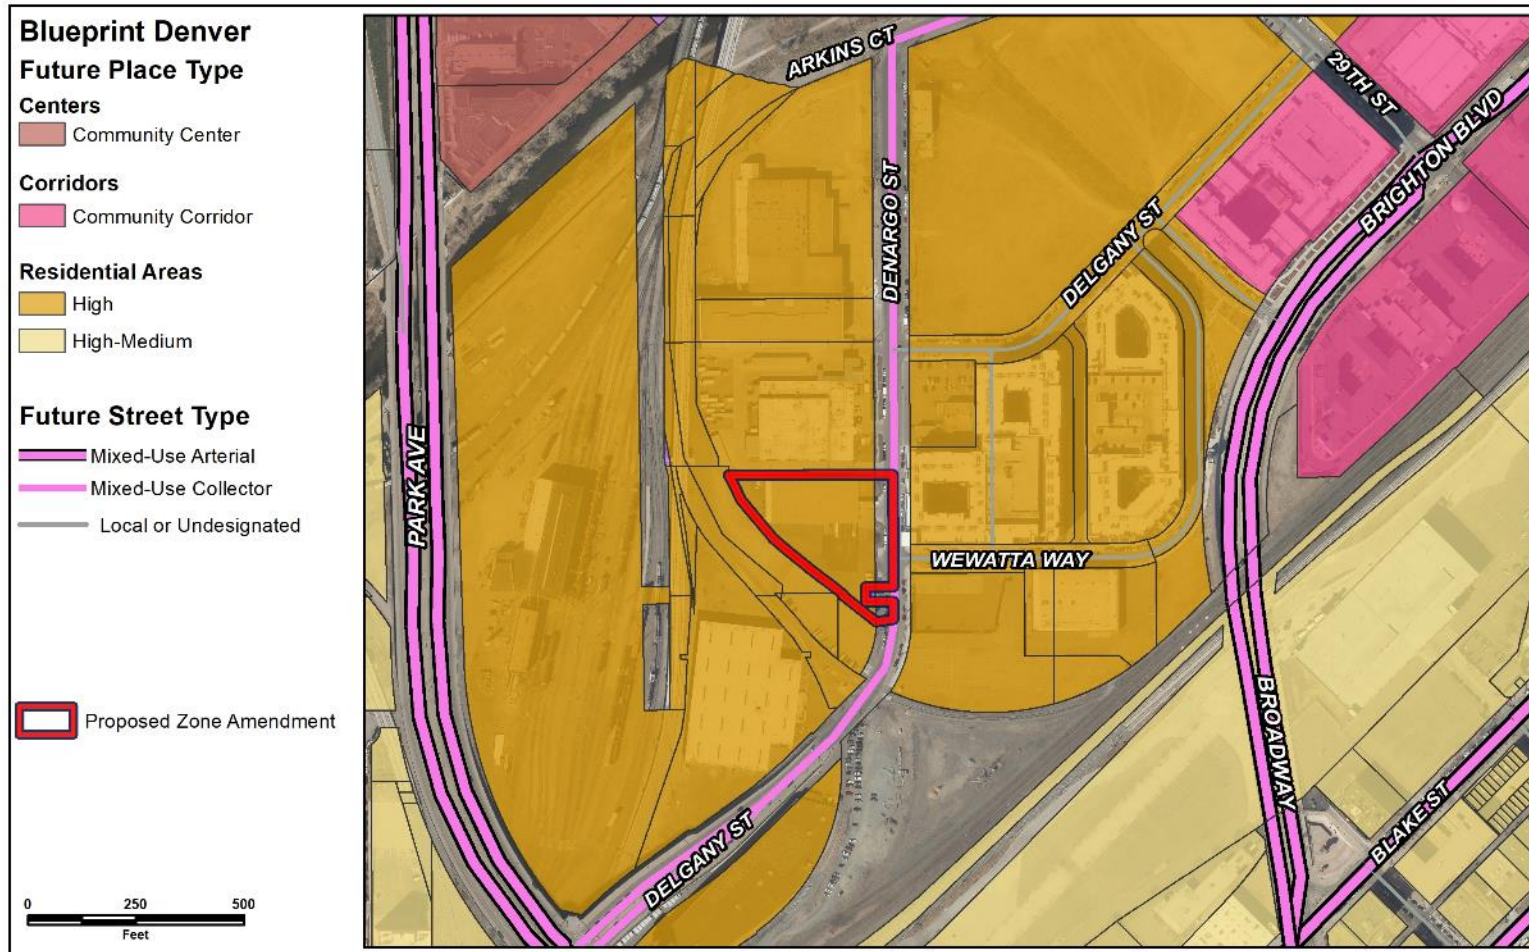 Blueprint Denver
Future Place Type
Centers
Community Center
Corridors
Community Corridor
Residential Areas
High
High-Medium
Future Street Type
Mixed-Use Arterial
Mixed-Use Collector
Local or Undesignated
Proposed Zone Amendment
0 250 500
Feet
ARKINS CT
29TH ST
BRIGHTON BLVD
DENARGO ST
DELGANY ST
PARK AVE
WEWATTA WAY
BROADWAY
BLAKE ST
DELGANY ST